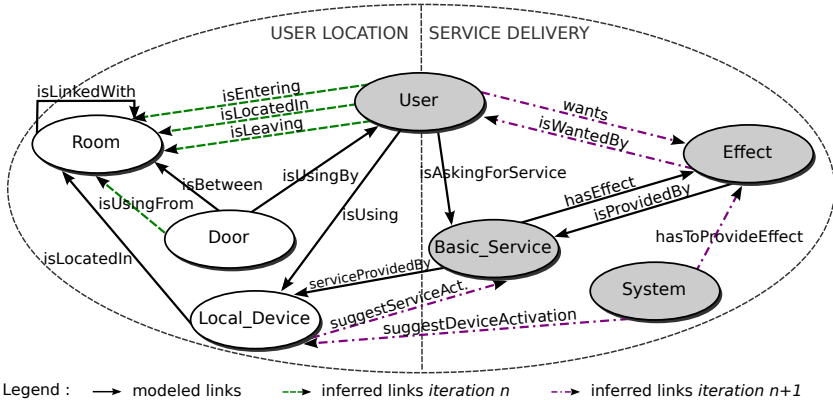 USER LOCATION
SERVICE DELIVERY
isLinkedWith
isEntering
isLocatedIn
isLeaving
User
wants
isWantedBy
Room
Effect
isBetween
isUsingBy
isAskingForService
hasEffect
isProvidedBy
isUsingFrom
isUsing
Door
Basic_Service
hasToProvideEffect
isLocatedIn
serviceProvidedBy
suggestServiceAct.
System
Local_Device
suggestDeviceActivation
Legend : modeled links inferred links iteration n inferred links iteration n+1